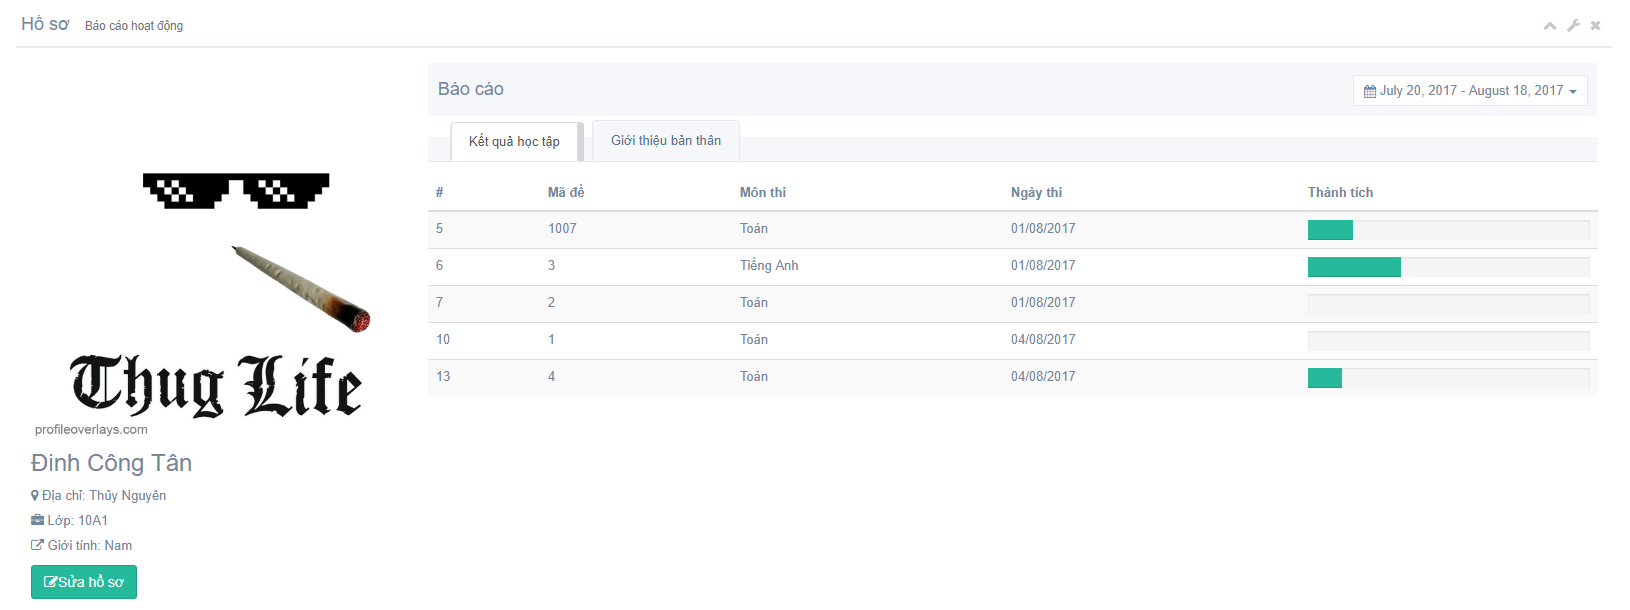 Hồ sơ Báo cáo hoạt động
Báo cáo
July 20, 2017 - August 18, 2017
Kết quả học tập
Giới thiệu bản thân
# Mã đề Môn thi Ngày thi Thành tích
5 1007 Toán 01/08/2017
6 3 Tiếng Anh 01/08/2017
7 2 Toán 01/08/2017
10 1 Toán 04/08/2017
13 4 Toán 04/08/2017
Thug Life
profileoverlays.com
Đinh Công Tân
Địa chỉ: Thủy Nguyên
Lớp: 10A1
Giới tính: Nam
Sửa hồ sơ